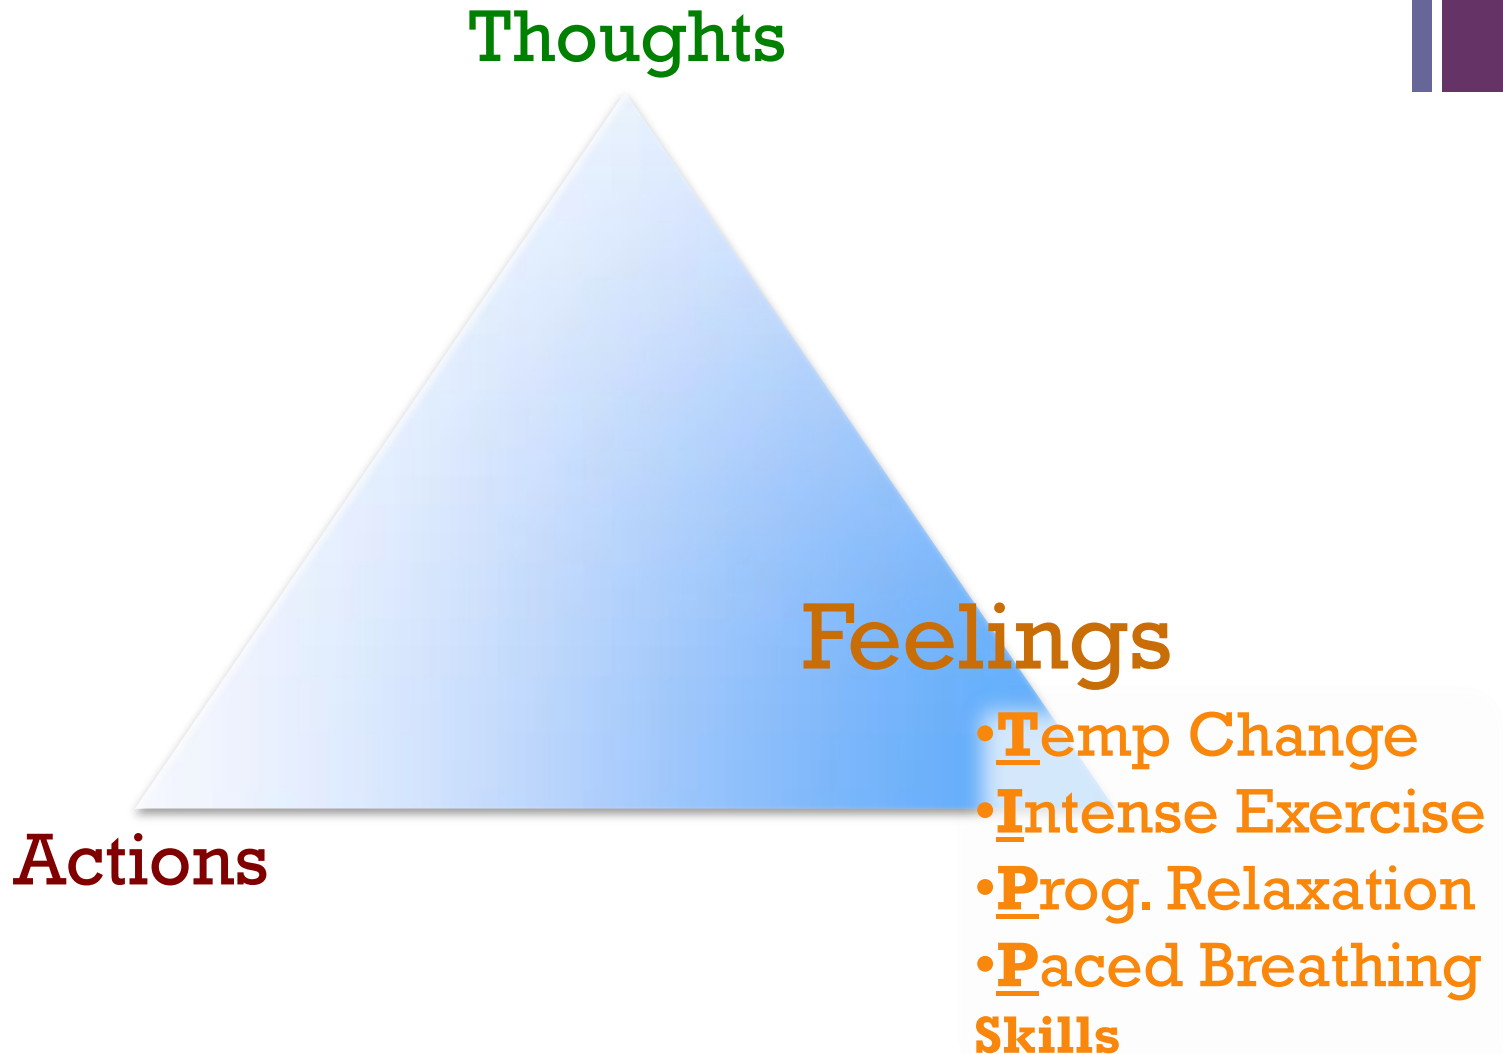 Thoughts
Feelings
•Temp Change
•Intense Exercise
•Prog. Relaxation
•Paced Breathing
Skills
Actions